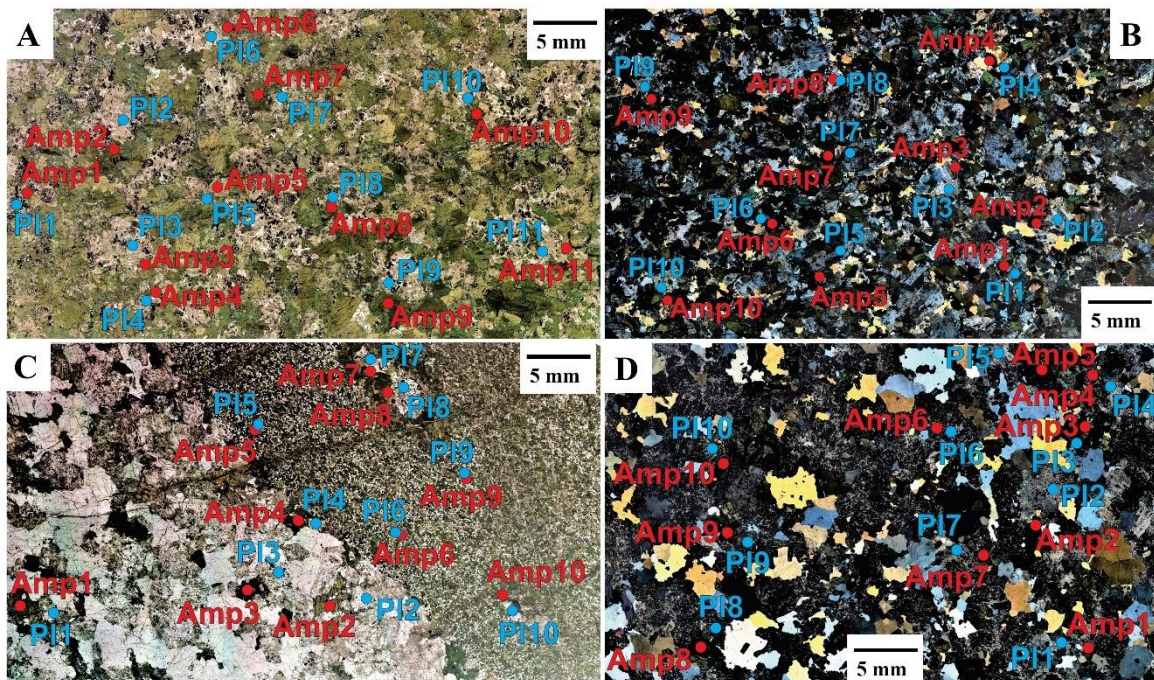 A
Amp6
5 mm
Pl6
Amp7
Pl10
Pl2
Pl7
Amp10
Amp2
Amp1
Amp5
Pl8
Pl1
Pl5
Amp8
Pl3
Pl11
Amp3
Amp11
Pl9
Amp4
Pl4
Amp9
B
Amp4
Pl9
Amp8
Pl8
Pl4
Amp9
Pl7
Amp3
Amp7
Pl3
Amp2
Pl6
Pl2
Amp6
Pl5
Amp1
Pl10
Pl1
Amp10
Amp5
5 mm
C
5 mm
Pl7
Amp7
Amp8
Pl8
Pl5
Amp5
Pl9
Amp9
Amp4
Pl4
Pl6
Pl3
Amp6
Amp1
Amp10
Amp3
Amp2
Pl2
Pl1
Pl10
D
Pl5
Amp5
Amp4
Pl4
Amp6
Amp3
Pl10
Pl6
Pl3
Amp10
Pl2
Amp9
Pl7
Amp2
Pl9
Amp7
Pl8
Amp1
Amp8
5 mm
Pl1